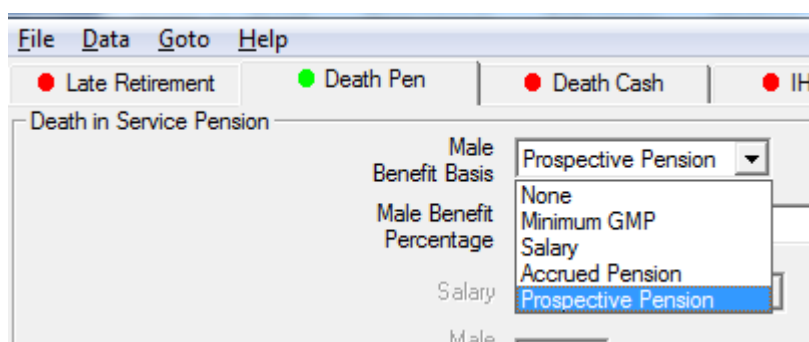 File Data Goto Help
Late Retirement Death Pen Death Cash IH
Death in Service Pension
Male
Benefit Basis
Prospective Pension
None
Minimum GMP
Salary
Accrued Pension
Prospective Pension
Male Benefit
Percentage
Salary
Male